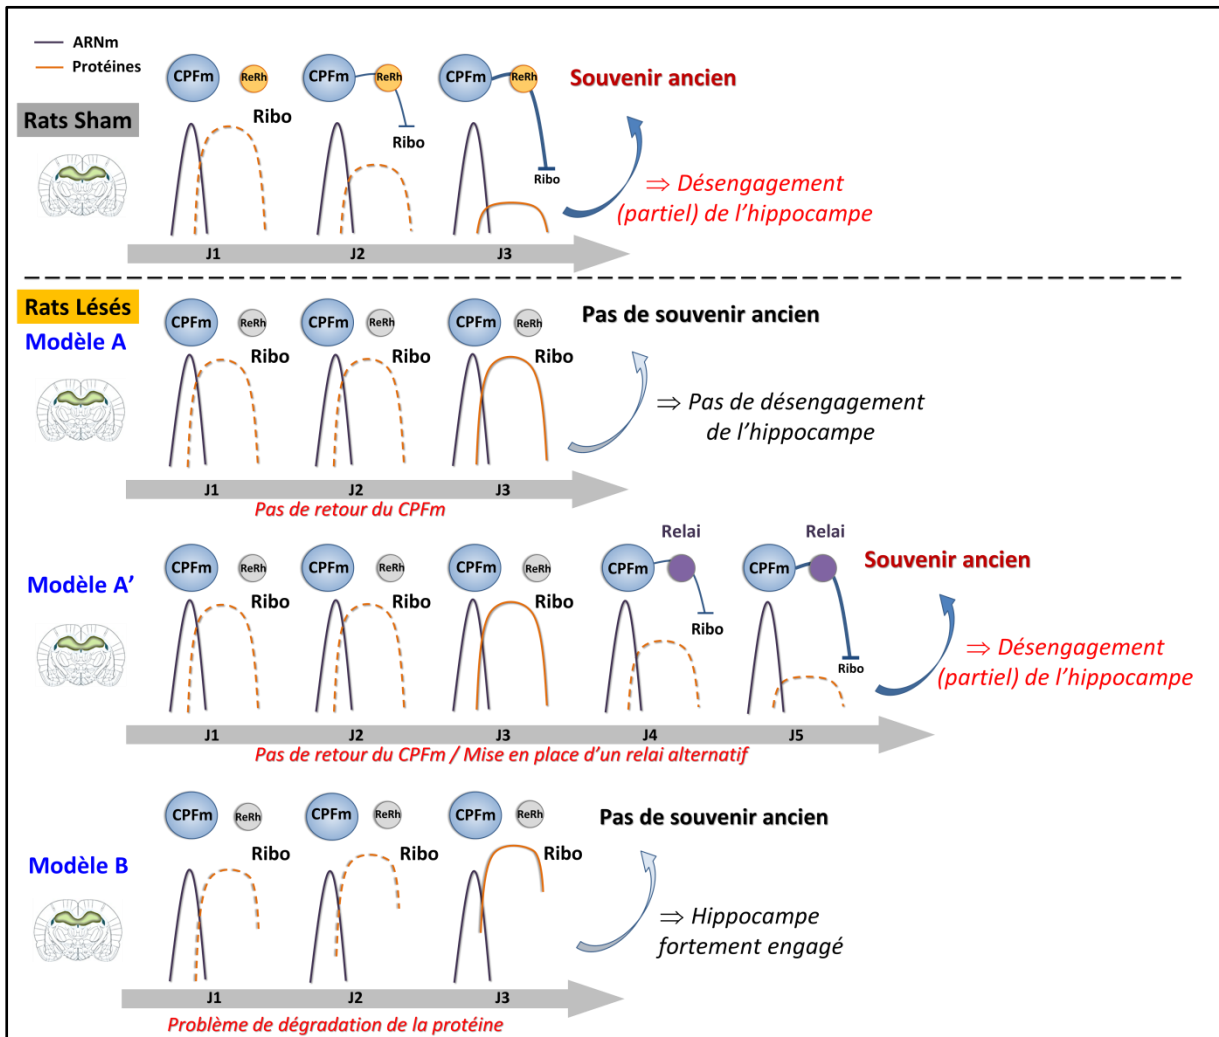 ARNm
Protéines
CPFm ReRh CPFm ReRh CPFm ReRh
Souvenir ancien
Rats Sham
Ribo
Ribo
Ribo
⇒ Désengagement
(partiel) de l'hippocampe
J1 J2 J3
Rats Lésés
Modèle A
CPFm ReRh CPFm ReRh CPFm ReRh
Pas de souvenir ancien
Ribo Ribo Ribo
⇒ Pas de désengagement
de l'hippocampe
J1 J2 J3
Pas de retour du CPFm
Relai Relai
Modèle A'
CPFm ReRh CPFm ReRh CPFm ReRh CPFm CPFm
Souvenir ancien
Ribo Ribo Ribo Ribo Ribo
⇒ Désengagement
(partiel) de l'hippocampe
J1 J2 J3 J4 J5
Pas de retour du CPFm / Mise en place d'un relai alternatif
CPFm ReRh CPFm ReRh CPFm ReRh
Pas de souvenir ancien
Modèle B
Ribo Ribo Ribo
⇒ Hippocampe
fortement engagé
J1 J2 J3
Problème de dégradation de la protéine